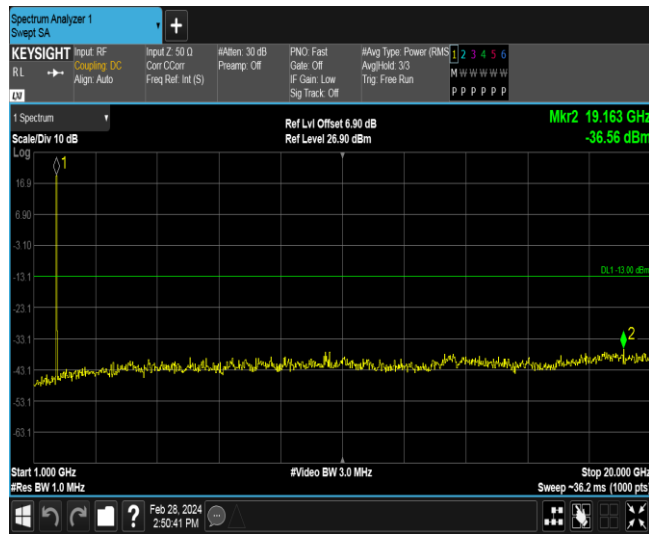 Spectrum Analyzer 1
Swept SA
+
KEYSIGHT
RL
LXI
Input: RF
Coupling: DC
Align: Auto
Input Z: 50 Ω
Corr CCorr
Freq Ref: Int (S)
#Atten: 30 dB
Preamp: Off
PNO: Fast
Gate: Off
IF Gain: Low
Sig Track: Off
#Avg Type: Power (RMS
Avg|Hold: 3/3
Trig: Free Run
1 2 3 4 5 6
M W W W W W
P P P P P P
1 Spectrum
Scale/Div 10 dB
Log
Ref Lvl Offset 6.90 dB
Ref Level 26.90 dBm
Mkr2 19.163 GHz
-36.56 dBm
1
16.9
6.90
-3.10
-13.1
DL1 -13.00 dBm
-23.1
-33.1
2
-43.1
-53.1
-63.1
Start 1.000 GHz
#Res BW 1.0 MHz
#Video BW 3.0 MHz
Stop 20.000 GHz
Sweep ~36.2 ms (1000 pts)
?
Feb 28, 2024
2:50:41 PM